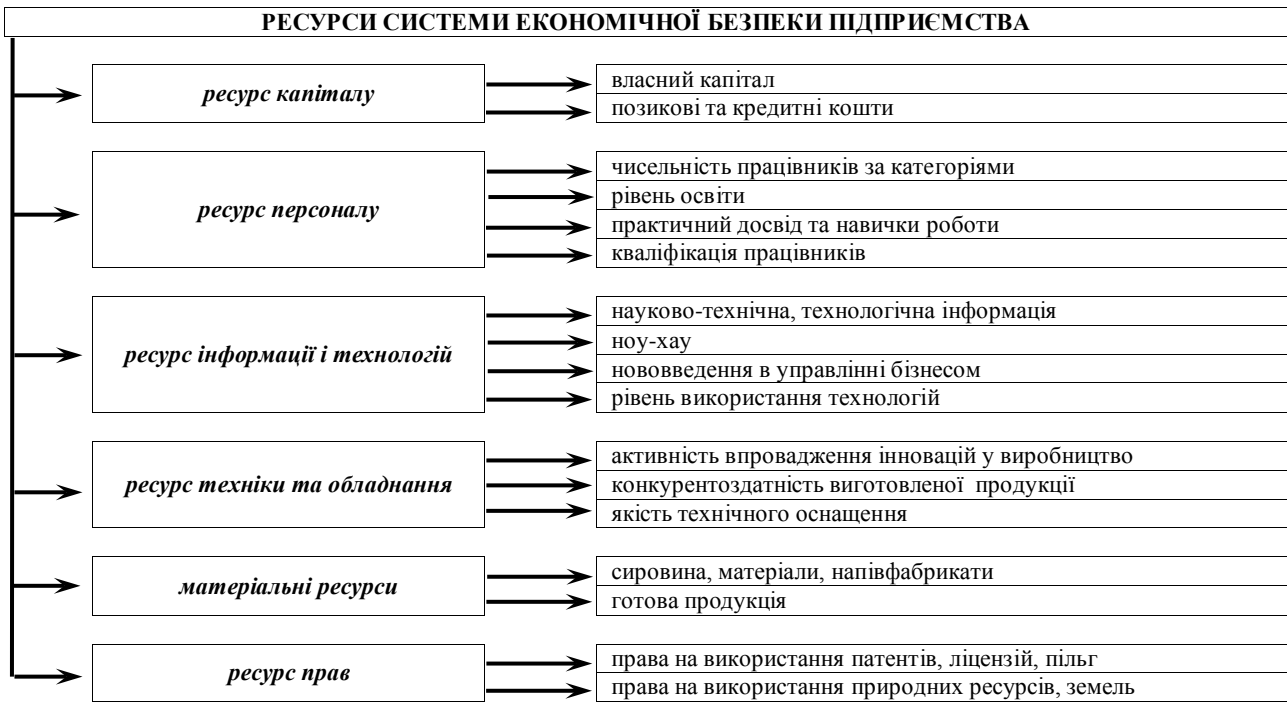 РЕСУРСИ СИСТЕМИ ЕКОНОМІЧНОЇ БЕЗПЕКИ ПІДПРИЄМСТВА
ресурс капіталу
власний капітал
позикові та кредитні кошти
ресурс персоналу
чисельність працівників за категоріями
рівень освіти
практичний досвід та навички роботи
кваліфікація працівників
ресурс інформації і технологій
науково-технічна, технологічна інформація
ноу-хау
нововведення в управлінні бізнесом
рівень використання технологій
ресурс техніки та обладнання
активність впровадження інновацій у виробництво
конкурентоздатність виготовленої продукції
якість технічного оснащення
матеріальні ресурси
сировина, матеріали, напівфабрикати
готова продукція
ресурс прав
права на використання патентів, ліцензій, пільг
права на використання природних ресурсів, земель